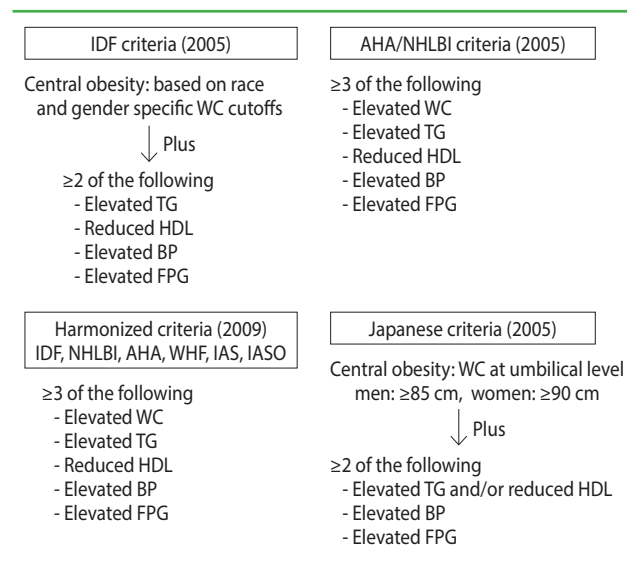 IDF criteria (2005)
Central obesity: based on race
and gender specific WC cutoffs
Plus
≥2 of the following
- Elevated TG
- Reduced HDL
- Elevated BP
- Elevated FPG
AHA/NHLBI criteria (2005)
≥3 of the following
- Elevated WC
- Elevated TG
- Reduced HDL
- Elevated BP
- Elevated FPG
Harmonized criteria (2009)
IDF, NHLBI, AHA, WHF, IAS, IASO
≥3 of the following
- Elevated WC
- Elevated TG
- Reduced HDL
- Elevated BP
- Elevated FPG
Japanese criteria (2005)
Central obesity: WC at umbilical level
men: ≥85 cm, women: ≥90 cm
Plus
≥2 of the following
- Elevated TG and/or reduced HDL
- Elevated BP
- Elevated FPG